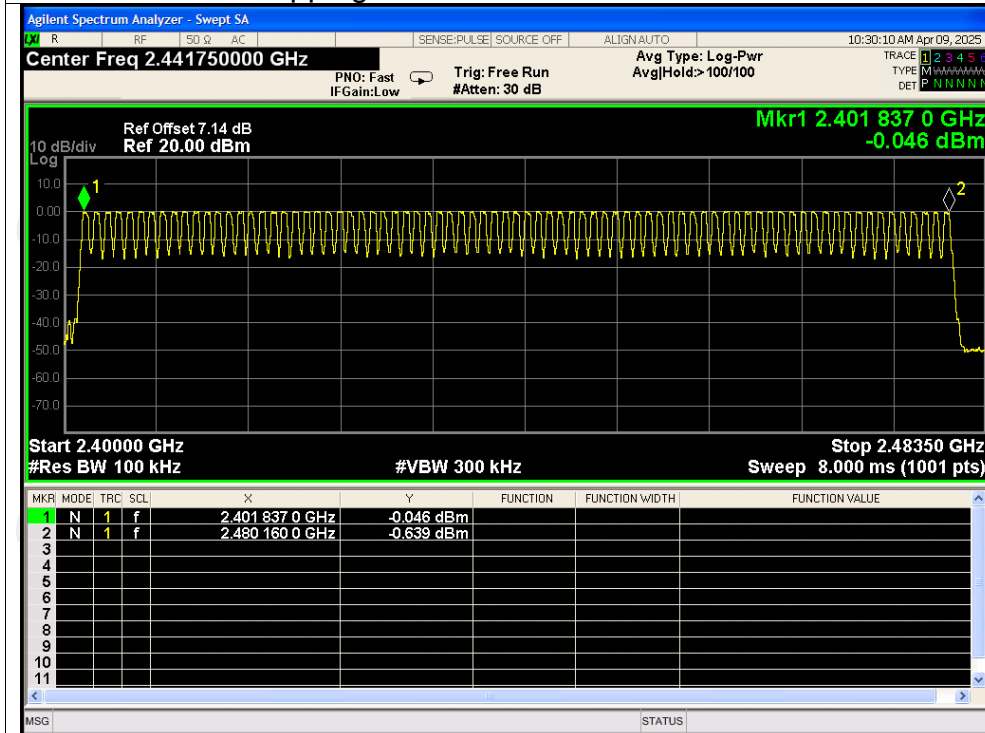 Agilent Spectrum Analyzer - Swept SA
LXI R RF 50 Ω AC SENSE:PULSE SOURCE OFF ALIGN AUTO 10:30:10 AM Apr 09, 2025
Center Freq 2.441750000 GHz
PNO: Fast
IFGain:Low
Trig: Free Run
#Atten: 30 dB
Avg Type: Log-Pwr
Avg|Hold:> 100/100
TRACE 1 2 3 4 5 6
TYPE M
DET P N N N N N
Ref Offset 7.14 dB
10 dB/div Ref 20.00 dBm
Log
Mkr1 2.401 837 0 GHz
-0.046 dBm
10.0
0.00
-10.0
-20.0
-30.0
-40.0
-50.0
-60.0
-70.0
1
2
Start 2.40000 GHz Stop 2.48350 GHz
#Res BW 100 kHz #VBW 300 kHz Sweep 8.000 ms (1001 pts)
MKR MODE TRC SCL X Y FUNCTION FUNCTION WIDTH FUNCTION VALUE
1 N 1 f 2.401 837 0 GHz -0.046 dBm
2 N 1 f 2.480 160 0 GHz -0.639 dBm
3
4
5
6
7
8
9
10
11
MSG STATUS